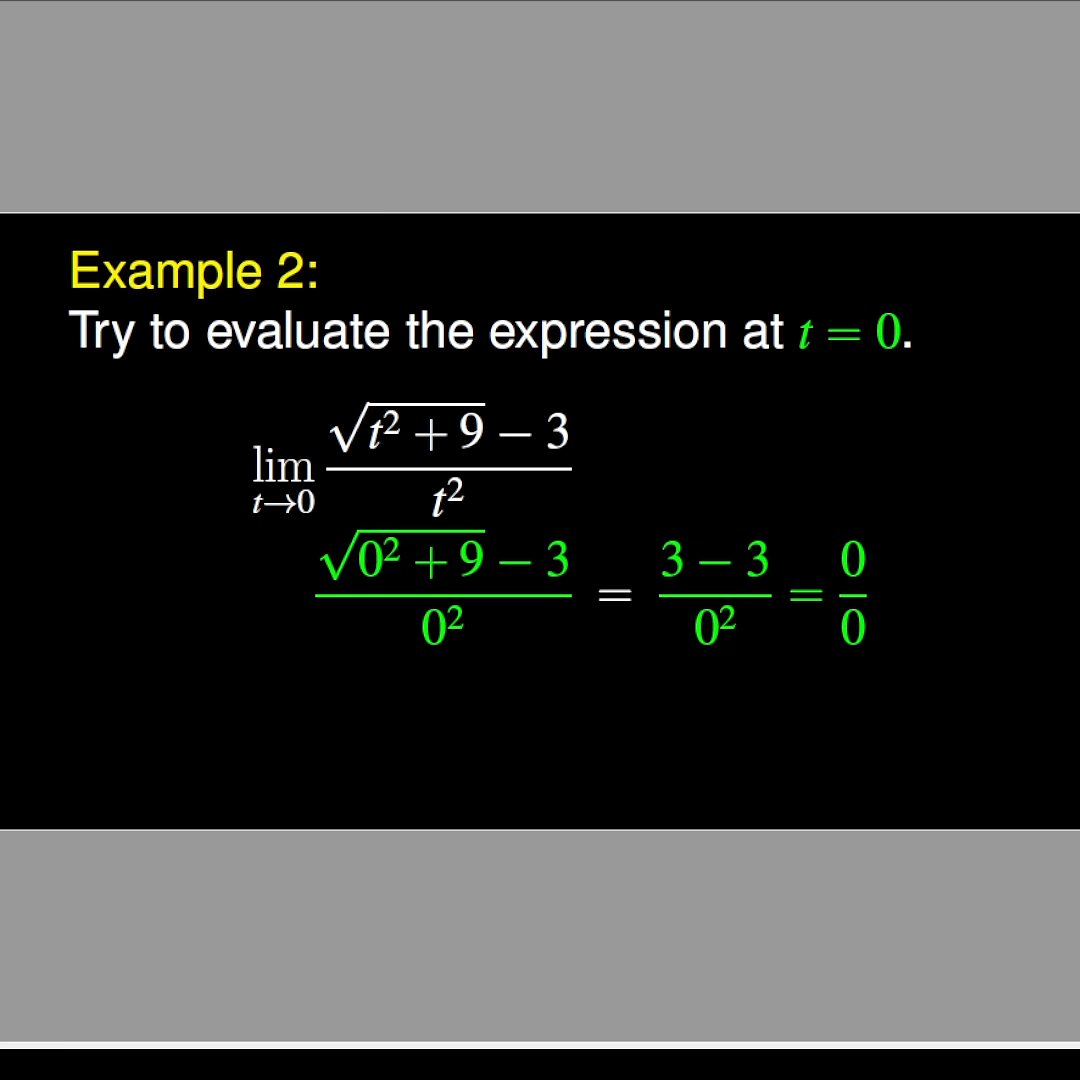 Example 2:
Try to evaluate the expression at t = 0.
lim t→0 (√(t² + 9) − 3) / t²
(√(0² + 9) − 3) / 0² = (3 − 3) / 0² = 0 / 0